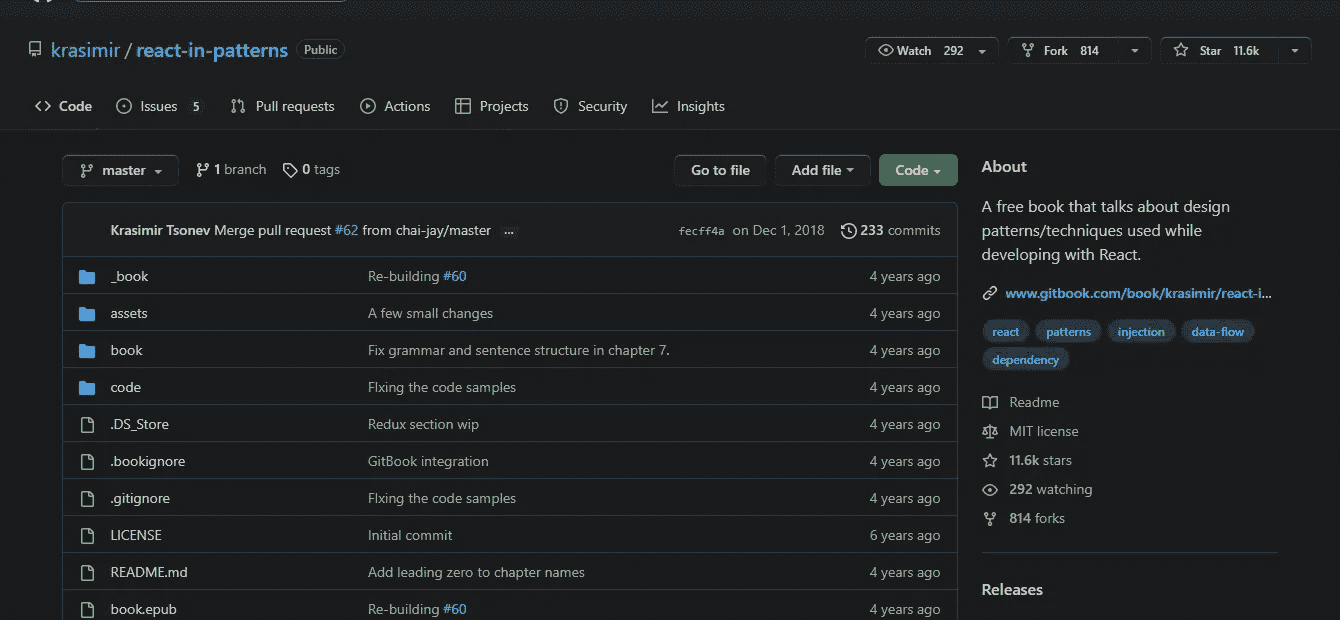 krasimir / react-in-patterns Public
Watch 292 Fork 814 Star 11.6k
Code Issues 5 Pull requests Actions Projects Security Insights
master 1 branch 0 tags Go to file Add file Code
Krasimir Tsonev Merge pull request #62 from chai-jay/master ... fecff4a on Dec 1, 2018 233 commits
_book Re-building #60 4 years ago
assets A few small changes 4 years ago
book Fix grammar and sentence structure in chapter 7. 4 years ago
code FIxing the code samples 4 years ago
.DS_Store Redux section wip 4 years ago
.bookignore GitBook integration 4 years ago
.gitignore FIxing the code samples 4 years ago
LICENSE Initial commit 6 years ago
README.md Add leading zero to chapter names 4 years ago
book.epub Re-building #60 4 years ago
About
A free book that talks about design
patterns/techniques used while
developing with React.
www.gitbook.com/book/krasimir/react-i...
react patterns injection data-flow
dependency
Readme
MIT license
11.6k stars
292 watching
814 forks
Releases